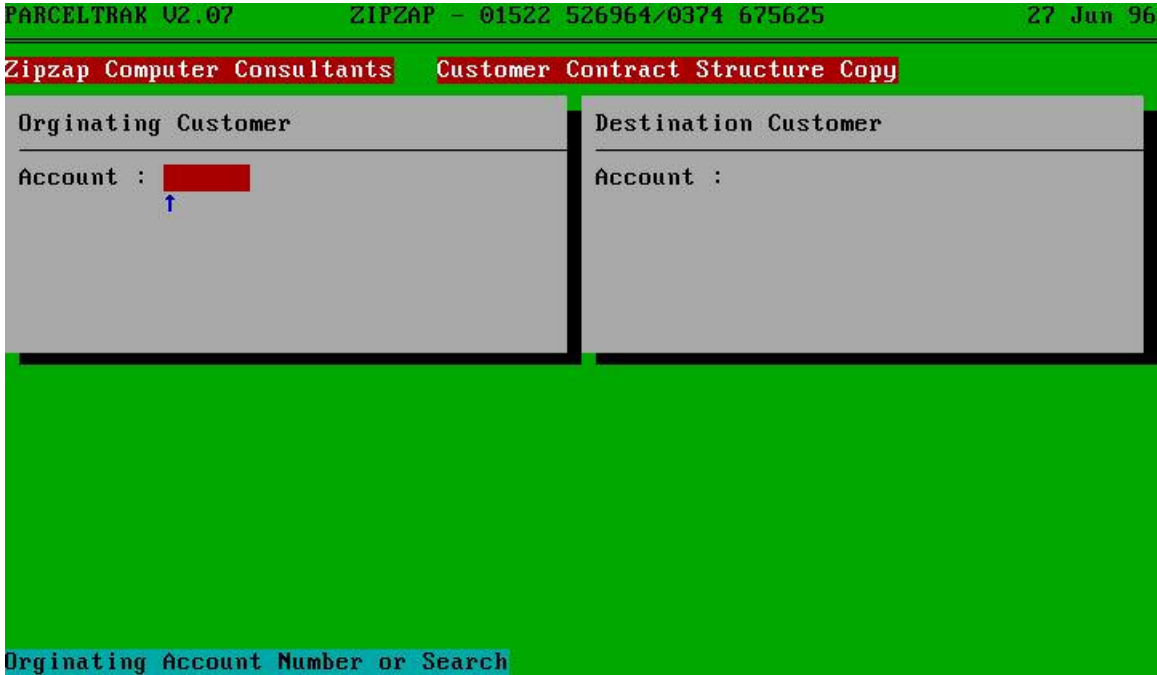 PARCELTRAK V2.07 ZIPZAP - 01522 526964/0374 675625 27 Jun 96
Zipzap Computer Consultants Customer Contract Structure Copy
Orginating Customer
Account :
↑
Destination Customer
Account :
Orginating Account Number or Search